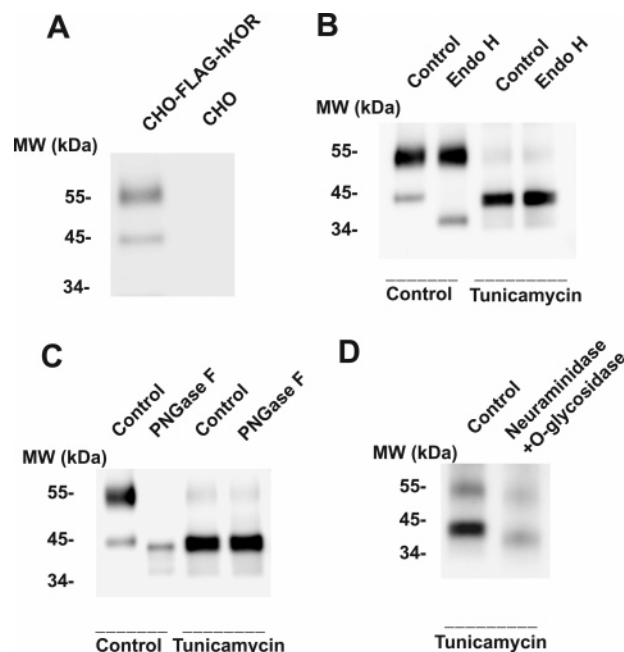 A
CHO-FLAG-hKOR
CHO
MW (kDa)
55-
45-
34-
B
Control
Endo H
Control
Endo H
MW (kDa)
55-
45-
34-
Control
Tunicamycin
C
Control
PNGase F
Control
PNGase F
MW (kDa)
55-
45-
34-
Control
Tunicamycin
D
Control
Neuraminidase
+O-glycosidase
MW (kDa)
55-
45-
34-
Tunicamycin